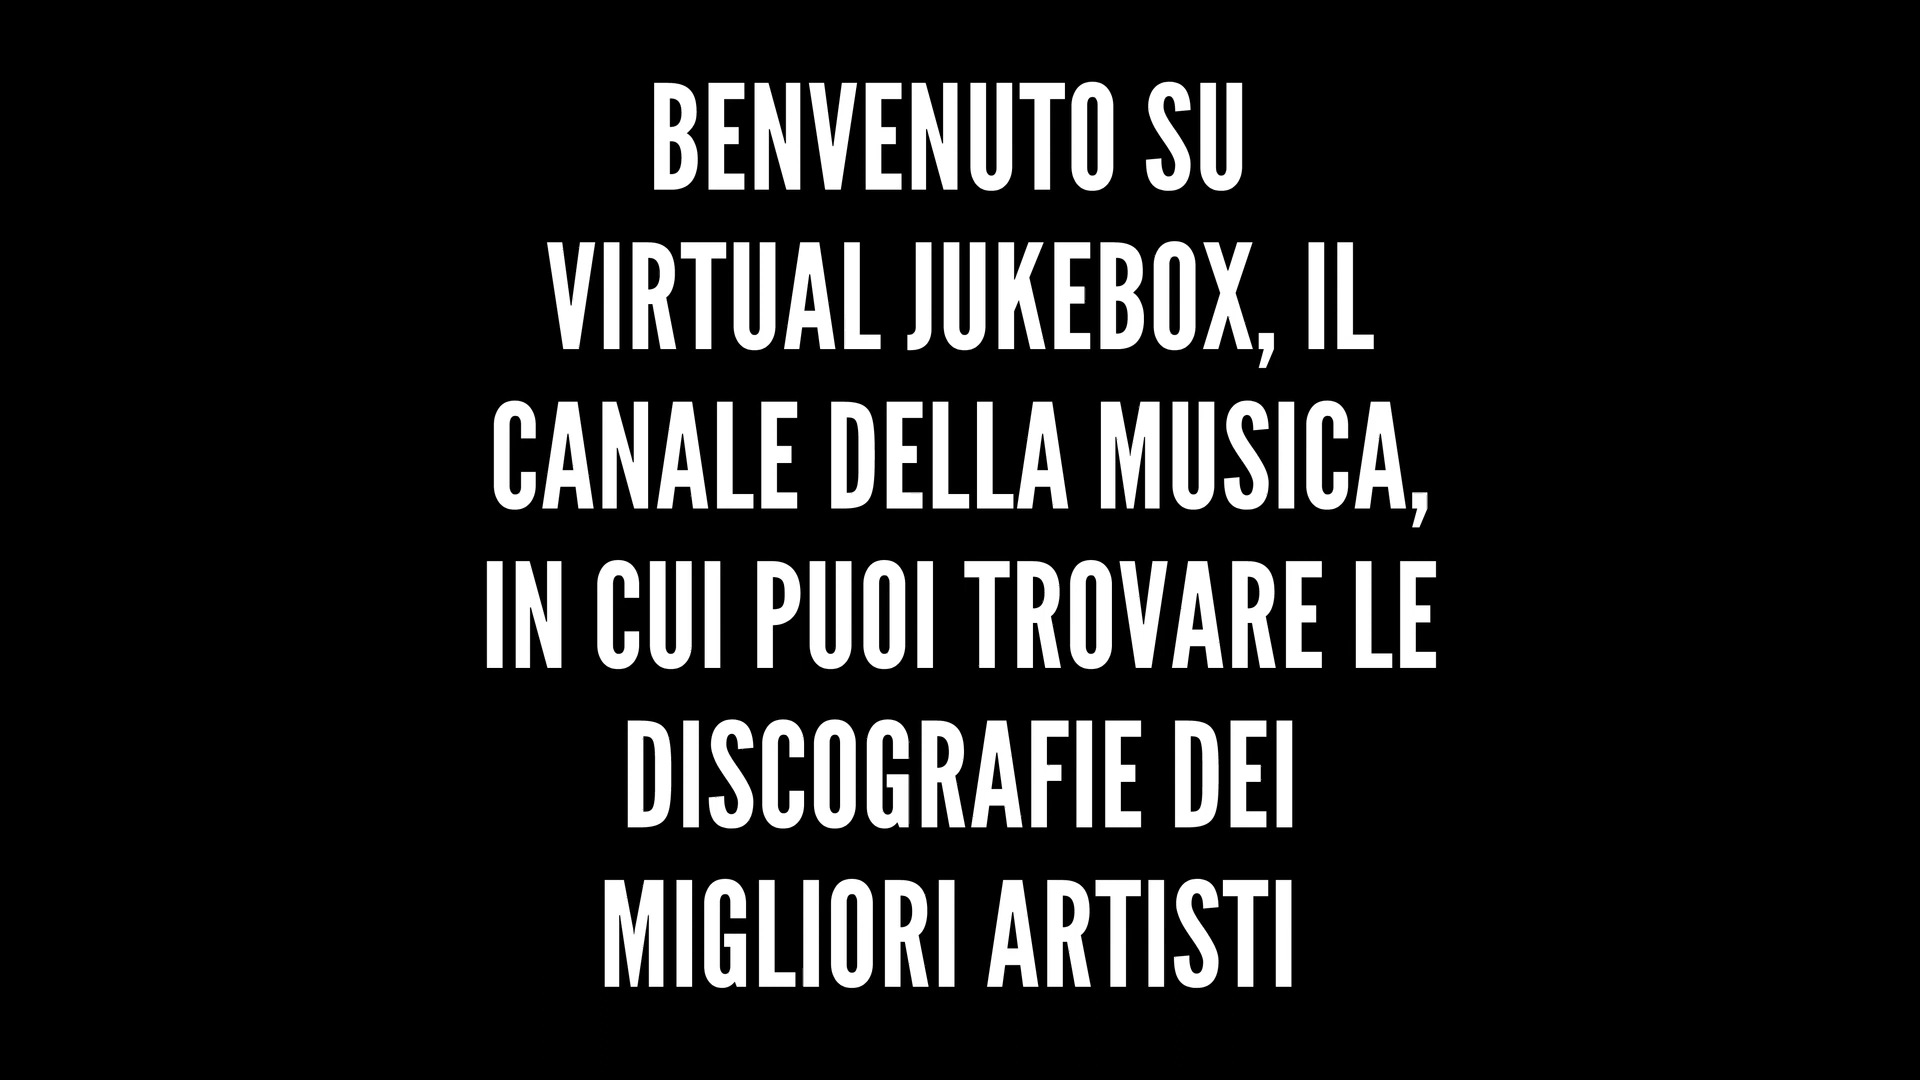 BENVENUTO SU
VIRTUAL JUKEBOX, IL
CANALE DELLA MUSICA,
IN CUI PUOI TROVARE LE
DISCOGRAFIE DEI
MIGLIORI ARTISTI